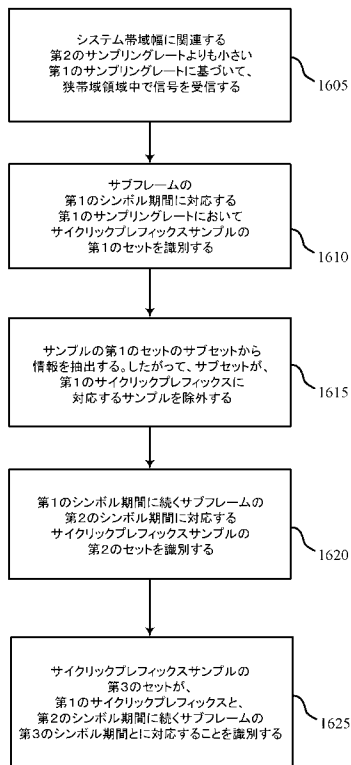 システム帯域幅に関連する
第2のサンプリングレートよりも小さい
第1のサンプリングレートに基づいて、
狭帯域領域中で信号を受信する
1605
サブフレームの
第1のシンボル期間に対応する
第1のサンプリングレートにおいて
サイクリックプレフィックスサンプルの
第1のセットを識別する
1610
サンプルの第1のセットのサブセットから
情報を抽出する。したがって、サブセットが、
第1のサイクリックプレフィックスに
対応するサンプルを除外する
1615
第1のシンボル期間に続くサブフレームの
第2のシンボル期間に対応する
サイクリックプレフィックスサンプルの
第2のセットを識別する
1620
サイクリックプレフィックスサンプルの
第3のセットが、
第1のサイクリックプレフィックスと、
第2のシンボル期間に続くサブフレームの
第3のシンボル期間とに対応することを識別する
1625